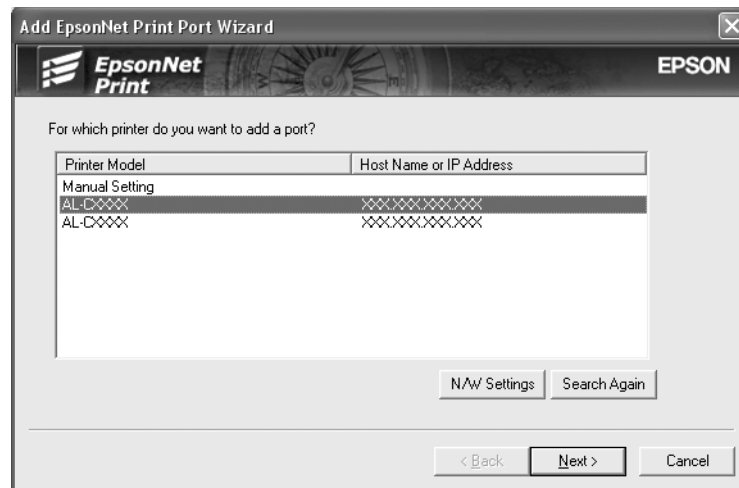 Add EpsonNet Print Port Wizard
EpsonNet
Print
EPSON
For which printer do you want to add a port?
Printer Model Host Name or IP Address
Manual Setting
AL-CXXXX XXX.XXX.XXX.XXX
AL-CXXXX XXX.XXX.XXX.XXX
N/W Settings Search Again
< Back Next > Cancel